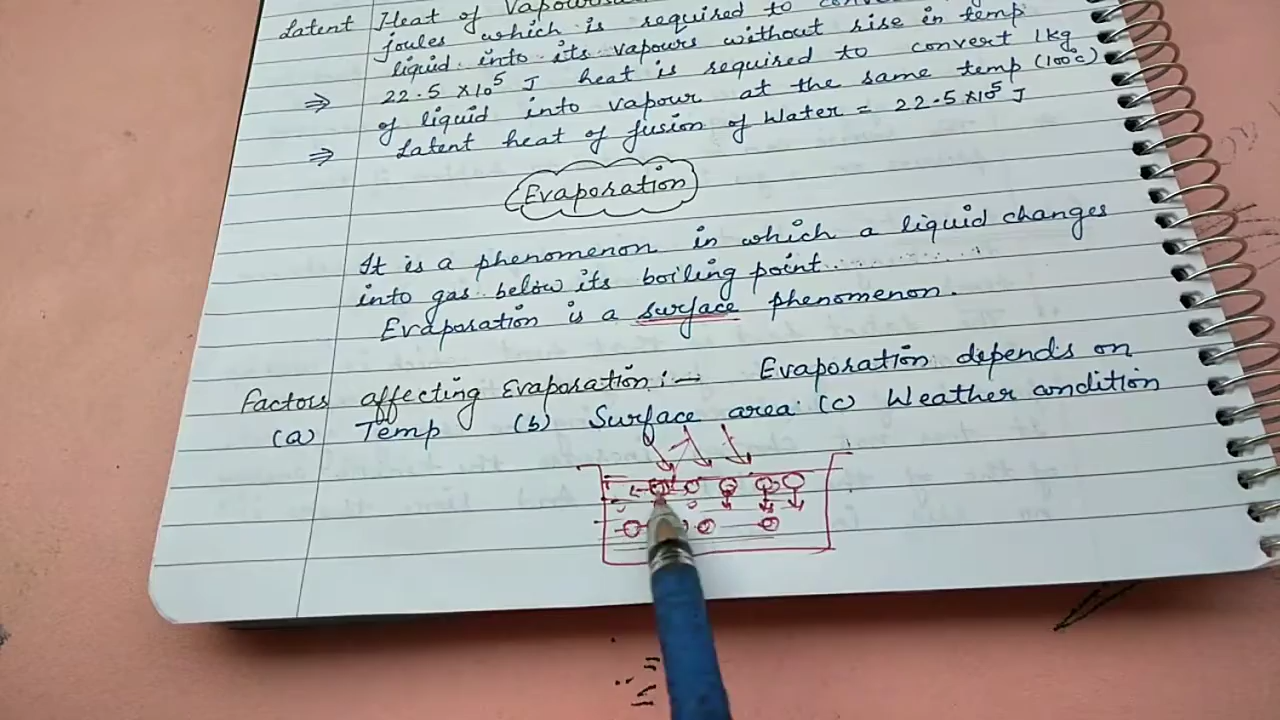 Latent Heat of
joules which is required to
liquid into its vapours without rise in temp
⇒ 22.5 × 10⁵ J heat is required to convert 1kg
of liquid into vapour at the same temp (100°c)
⇒ Latent heat of fusion of Water = 22.5 × 10⁵ J
Evaporation
It is a phenomenon in which a liquid changes
into gas below its boiling point..........
Evaporation is a surface phenomenon.
Factors affecting Evaporation :— Evaporation depends on
(a) Temp (b) Surface area (c) Weather condition